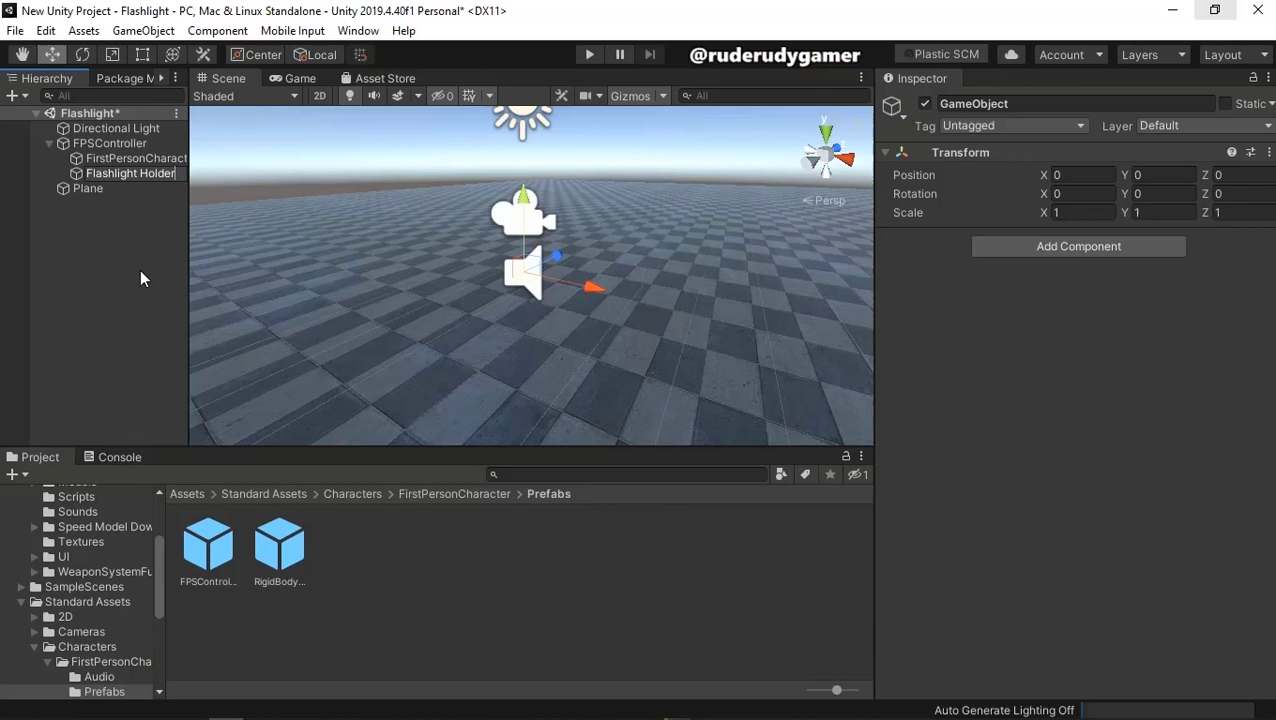 New Unity Project - Flashlight - PC, Mac & Linux Standalone - Unity 2019.4.40f1 Personal* <DX11>
File Edit Assets GameObject Component Mobile Input Window Help
Center Local @ruderudygamer Plastic SCM Account Layers Layout
Hierarchy Package M Scene Game Asset Store Inspector
All Shaded 2D 0 Gizmos All GameObject Static
Flashlight*
Tag Untagged Layer Default
Directional Light
FPSController
FirstPersonCharact
Flashlight Holder
Plane
y
< Persp
Transform
Position X 0 Y 0 Z 0
Rotation X 0 Y 0 Z 0
Scale X 1 Y 1 Z 1
Add Component
Project Console
1
Assets > Standard Assets > Characters > FirstPersonCharacter > Prefabs
Scripts
Sounds
Speed Model Dow
Textures
UI
WeaponSystemFu
SampleScenes
Standard Assets
2D
Cameras
Characters
FirstPersonCha
Audio
Prefabs
FPSControl... RigidBody...
Auto Generate Lighting Off